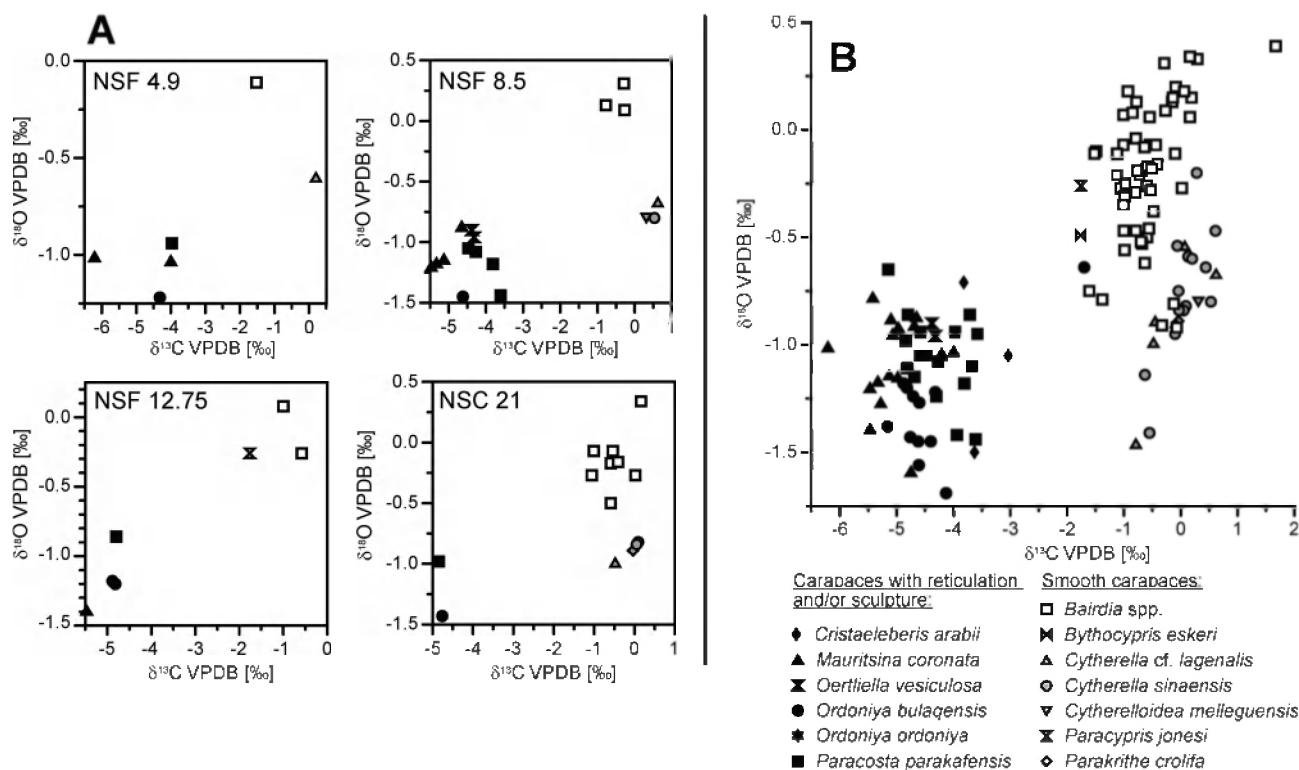 A
NSF 4.9
0.0
-0.5
-1.0
δ18O VPDB [‰]
-6 -5 -4 -3 -2 -1 0
δ13C VPDB [‰]
NSF 8.5
0.5
0.0
-0.5
-1.0
-1.5
δ18O VPDB [‰]
-5 -4 -3 -2 -1 0 1
δ13C VPDB [‰]
NSF 12.75
0.0
-0.5
-1.0
-1.5
δ18O VPDB [‰]
-5 -4 -3 -2 -1 0
δ13C VPDB [‰]
NSC 21
0.5
0.0
-0.5
-1.0
-1.5
δ18O VPDB [‰]
-5 -4 -3 -2 -1 0 1
δ13C VPDB [‰]
B
0.5
0.0
-0.5
-1.0
-1.5
δ18O VPDB [‰]
-6 -5 -4 -3 -2 -1 0 1 2
δ13C VPDB [‰]
Carapaces with reticulation
and/or sculpture:
Cristaeleberis arabii
Mauritsina coronata
Oertliella vesiculosa
Ordoniya bulaqensis
Ordoniya ordoniya
Paracosta parakafensis
Smooth carapaces:
Bairdia spp.
Bythocypris eskeri
Cytherella cf. lagenalis
Cytherella sinaensis
Cytherelloidea melleguensis
Paracypris jonesi
Parakrithe crolifa